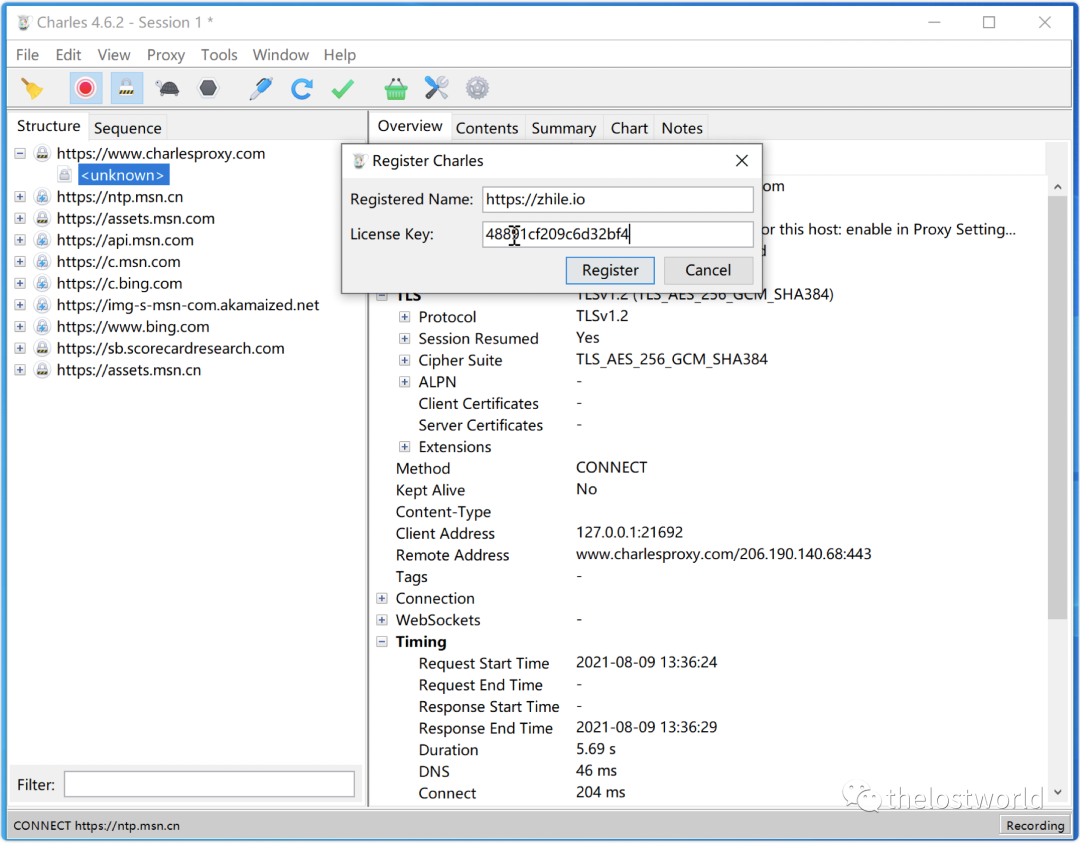 Charles 4.6.2 - Session 1 *
File Edit View Proxy Tools Window Help
Structure Sequence
https://www.charlesproxy.com
<unknown>
https://ntp.msn.cn
https://assets.msn.com
https://api.msn.com
https://c.msn.com
https://c.bing.com
https://img-s-msn-com.akamaized.net
https://www.bing.com
https://sb.scorecardresearch.com
https://assets.msn.cn
Filter:
Overview Contents Summary Chart Notes
Register Charles
Registered Name: https://zhile.io
License Key:
Register Cancel
om
or this host: enable in Proxy Setting...
TLS TLSv1.2 (TLS_AES_256_GCM_SHA384)
Protocol TLSv1.2
Session Resumed Yes
Cipher Suite TLS_AES_256_GCM_SHA384
ALPN -
Client Certificates -
Server Certificates -
Extensions
Method CONNECT
Kept Alive No
Content-Type
Client Address 127.0.0.1:21692
Remote Address www.charlesproxy.com/206.190.140.68:443
Tags -
Connection
WebSockets -
Timing
Request Start Time 2021-08-09 13:36:24
Request End Time -
Response Start Time -
Response End Time 2021-08-09 13:36:29
Duration 5.69 s
DNS 46 ms
Connect 204 ms
thelostworld
CONNECT https://ntp.msn.cn
Recording